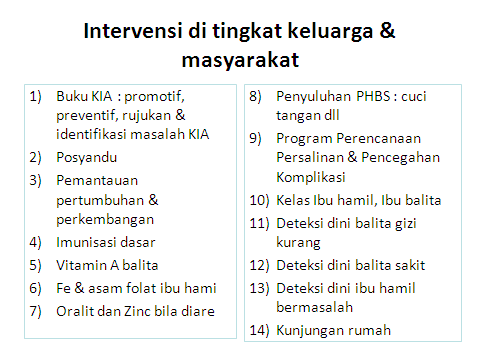 Intervensi di tingkat keluarga &
masyarakat
1) Buku KIA : promotif,
preventif, rujukan &
identifikasi masalah KIA
2) Posyandu
3) Pemantauan
pertumbuhan &
perkembangan
4) Imunisasi dasar
5) Vitamin A balita
6) Fe & asam folat ibu hami
7) Oralit dan Zinc bila diare
8) Penyuluhan PHBS : cuci
tangan dll
9) Program Perencanaan
Persalinan & Pencegahan
Komplikasi
10) Kelas Ibu hamil, Ibu balita
11) Deteksi dini balita gizi
kurang
12) Deteksi dini balita sakit
13) Deteksi dini ibu hamil
bermasalah
14) Kunjungan rumah